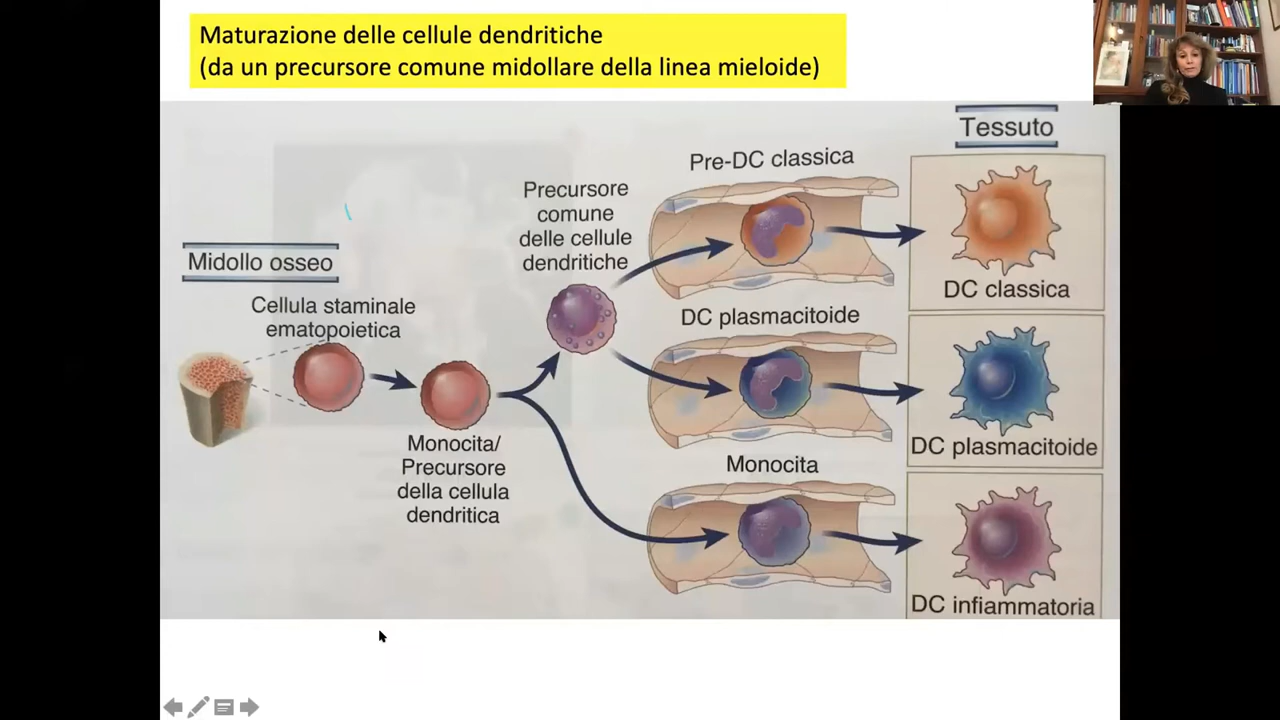 Maturazione delle cellule dendritiche
(da un precursore comune midollare della linea mieloide)
Tessuto
Pre-DC classica
Precursore
comune
delle cellule
dendritiche
Midollo osseo
DC classica
Cellula staminale
ematopoietica
DC plasmacitoide
Monocita/
Precursore
della cellula
dendritica
DC plasmacitoide
Monocita
DC infiammatoria